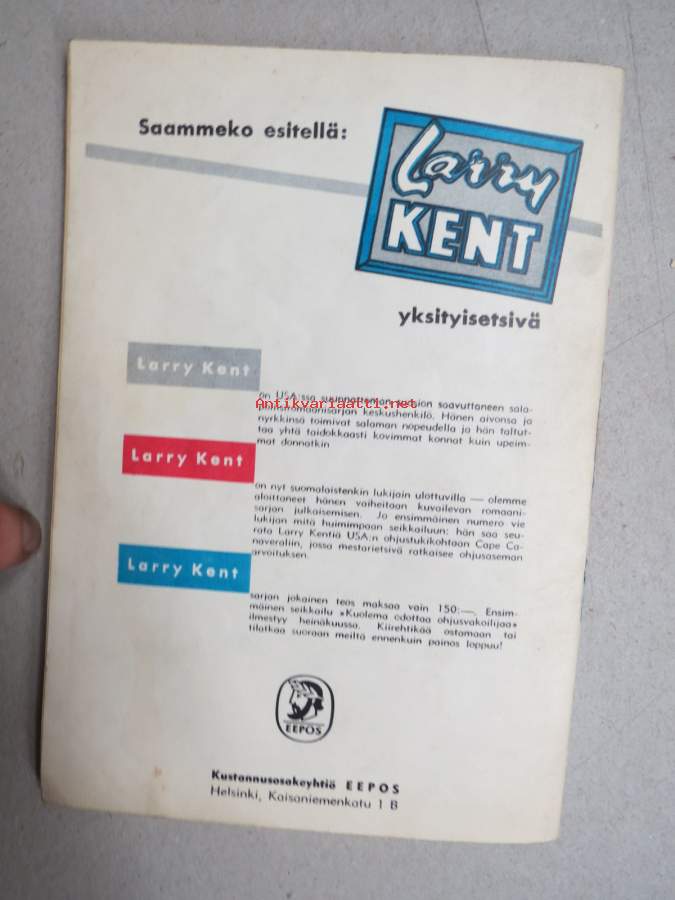 Saammeko esitellä:
Larry
KENT
yksityisetsivä
Larry Kent
on USA:ssa suunnattoman suosion saavuttaneen sala-
Antikvariaatti.net
Hänen aivonsa ja
nyrkkinsä toimivat salaman nopeudella ja hän taltut-
taa yhtä taidokkaasti kovimmat konnat kuin upeim-
mat donnatkin
Larry Kent
on nyt suomalaistenkin lukijain ulottuvilla — olemme
aloittaneet hänen vaiheitaan kuvailevan romaani-
sarjan julkaisemisen. Jo ensimmäinen numero vie
lukijan mitä huimimpaan seikkailuun: hän saa seu-
rata Larry Kentiä USA:n ohjustukikohtaan Cape Ca-
naveraliin, jossa mestarietsivä ratkaisee ohjusaseman
arvoituksen.
Larry Kent
sarjan jokainen teos maksaa vain 150:—. Ensim-
mäinen seikkailu »Kuolema odottaa ohjusvakoilijaa»
ilmestyy heinäkuussa. Kiirehtikää ostamaan tai
tilatkaa suoraan meiltä ennenkuin painos loppuu!
EEPOS
Kustannusosakeyhtiö EEPOS
Helsinki, Kaisaniemenkatu 1 B